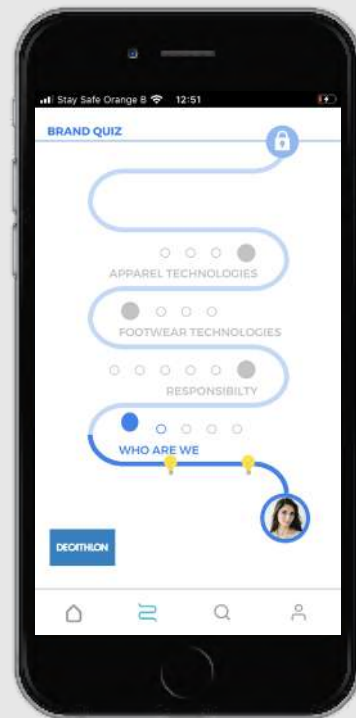 Stay Safe Orange B 12:51
BRAND QUIZ
APPAREL TECHNOLOGIES
FOOTWEAR TECHNOLOGIES
RESPONSIBILTY
WHO ARE WE
DECATHLON